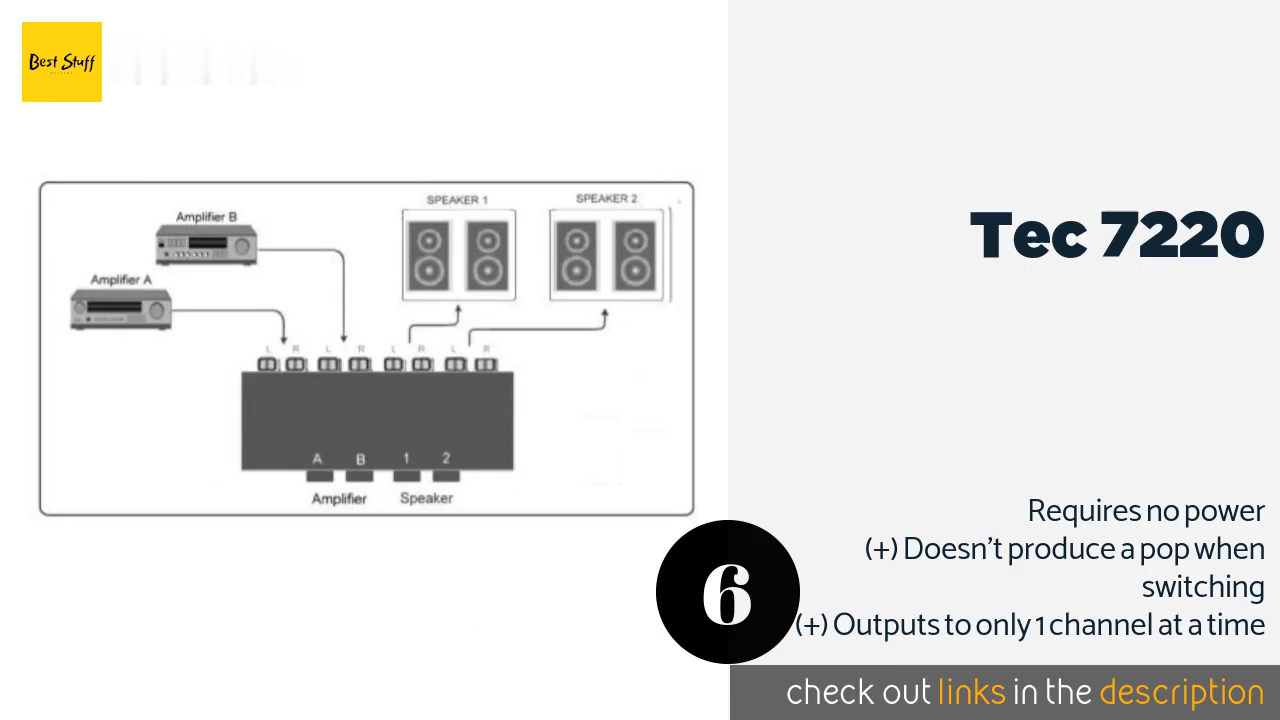 Best Stuff
Tec 7220
SPEAKER 1
SPEAKER 2
Amplifier B
Amplifier A
L R L R L R L R
A B 1 2
Amplifier Speaker
Requires no power
(+) Doesn't produce a pop when
switching
(+) Outputs to only 1 channel at a time
6
check out links in the description